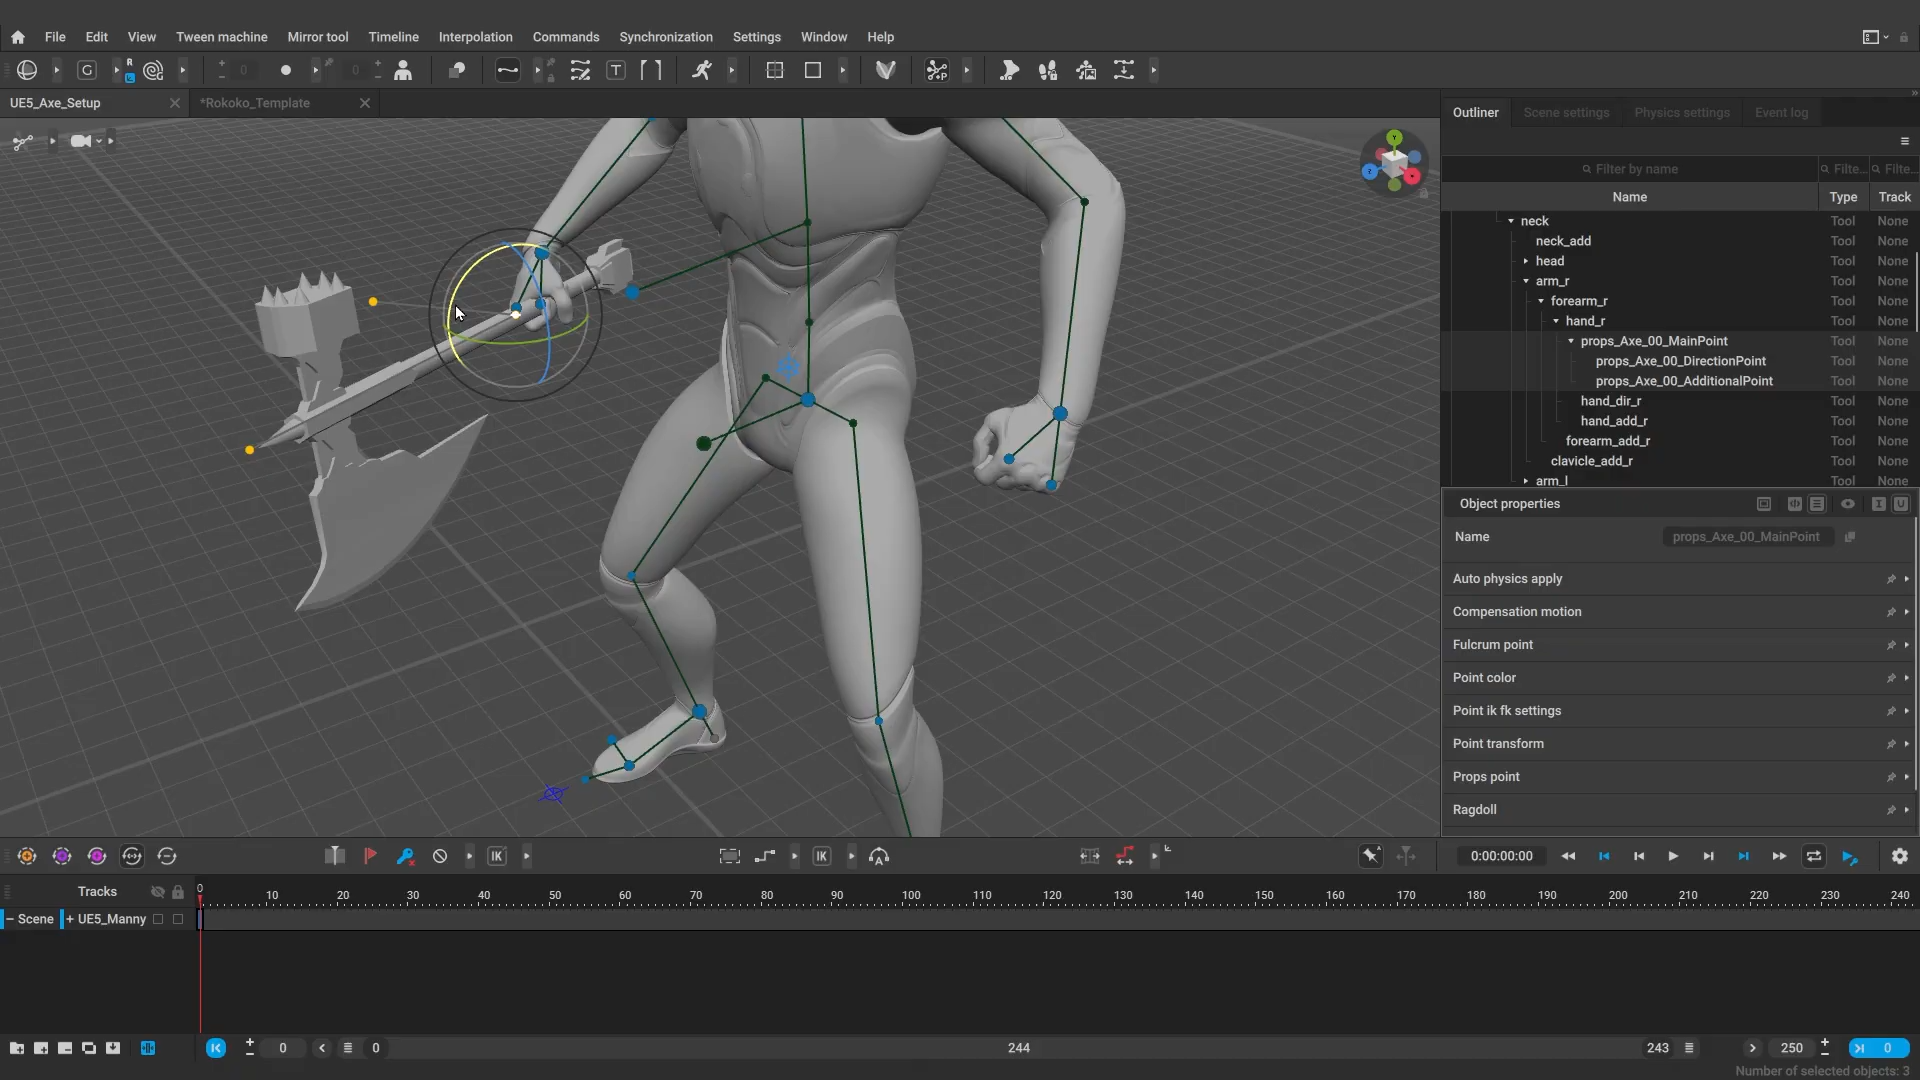 File Edit View Tween machine Mirror tool Timeline Interpolation Commands Synchronization Settings Window Help
UE5_Axe_Setup *Rokoko_Template
Outliner Scene settings Physics settings Event log
Filter by name Filte... Filte...
Name Type Track
neck Tool None
neck_add Tool None
head Tool None
arm_r Tool None
forearm_r Tool None
hand_r Tool None
props_Axe_00_MainPoint Tool None
props_Axe_00_DirectionPoint Tool None
props_Axe_00_AdditionalPoint Tool None
hand_dir_r Tool None
hand_add_r Tool None
forearm_add_r Tool None
clavicle_add_r Tool None
arm_l Tool None
Object properties
Name props_Axe_00_MainPoint
Auto physics apply
Compensation motion
Fulcrum point
Point color
Point ik fk settings
Point transform
Props point
Ragdoll
IK IK 0:00:00:00
Tracks 0 10 20 30 40 50 60 70 80 90 100 110 120 130 140 150 160 170 180 190 200 210 220 230 240
Scene + UE5_Manny
0 0 244 243 250 0
Number of selected objects: 3